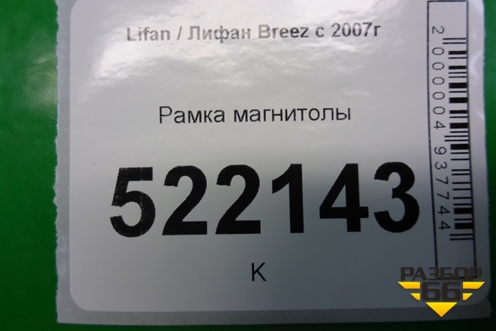 Lifan / Лифан Breez с 2007г
Рамка магнитолы
522143
К
2000004937744
РАЗБОР
66